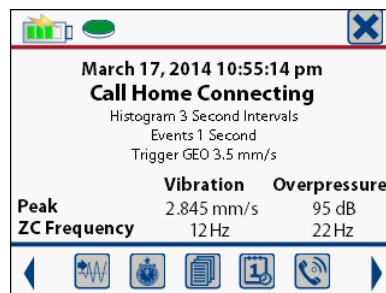 March 17, 2014 10:55:14 pm
Call Home Connecting
Histogram 3 Second Intervals
Events 1 Second
Trigger GEO 3.5 mm/s
Vibration Overpressure
Peak 2.845 mm/s 95 dB
ZC Frequency 12 Hz 22 Hz
1